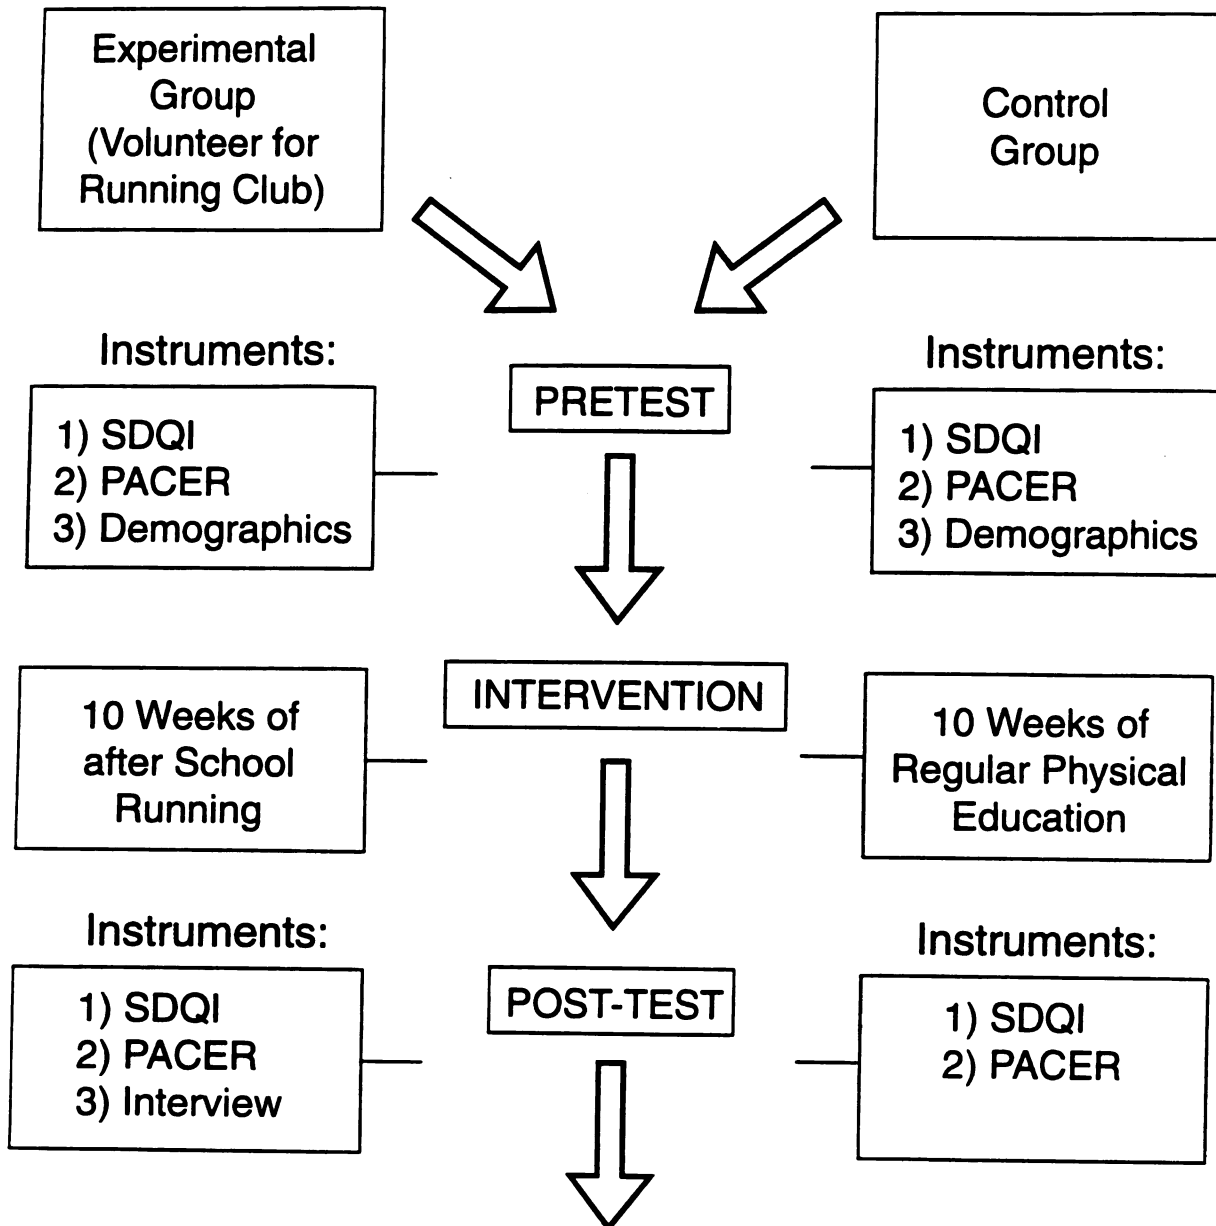 Experimental
Group
(Volunteer for
Running Club)
Control
Group
Instruments:
1) SDQI
2) PACER
3) Demographics
PRETEST
Instruments:
1) SDQI
2) PACER
3) Demographics
10 Weeks of
after School
Running
INTERVENTION
10 Weeks of
Regular Physical
Education
Instruments:
1) SDQI
2) PACER
3) Interview
POST-TEST
Instruments:
1) SDQI
2) PACER